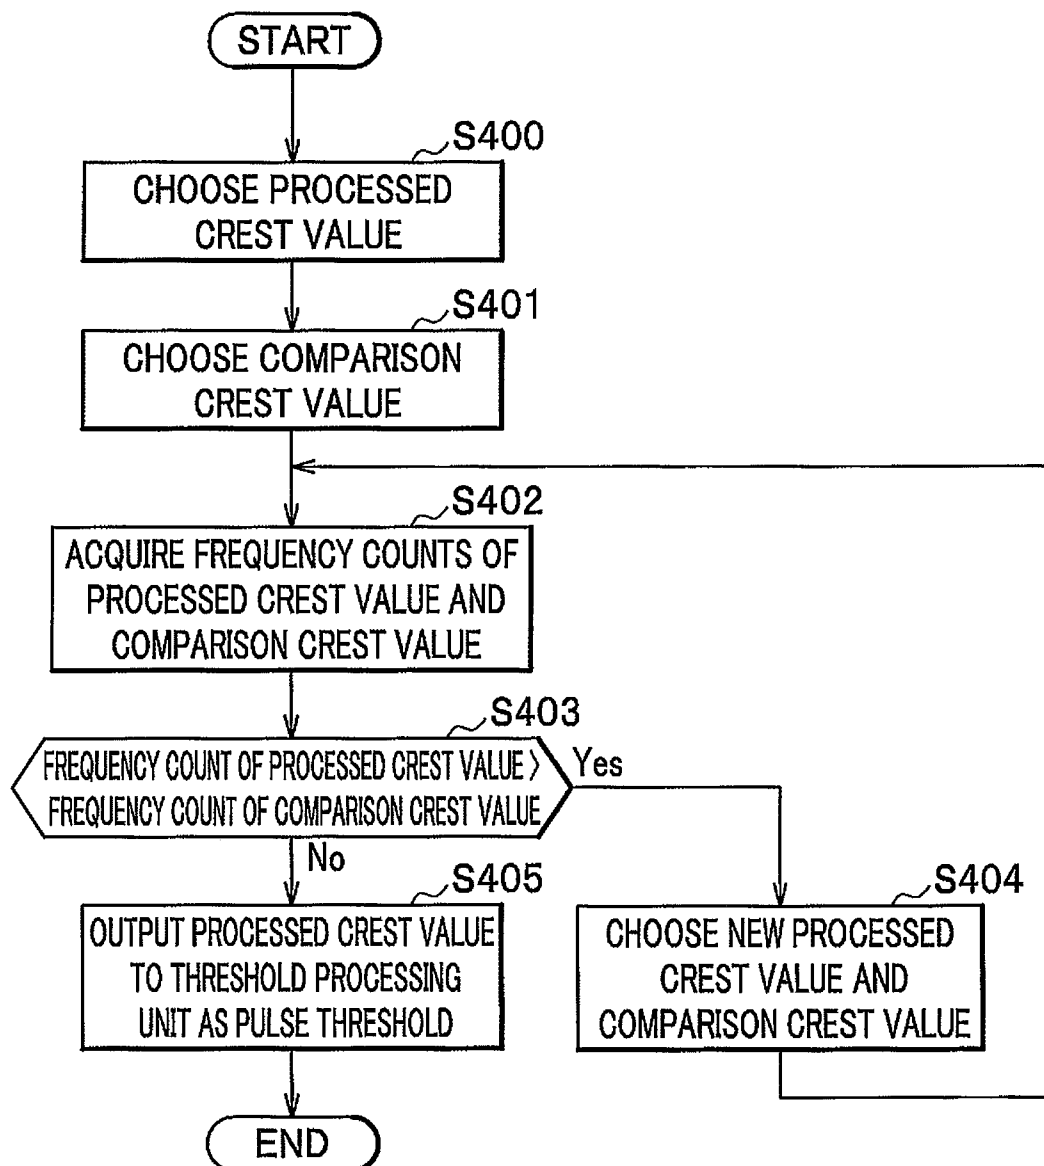 START
S400
CHOOSE PROCESSED
CREST VALUE
S401
CHOOSE COMPARISON
CREST VALUE
S402
ACQUIRE FREQUENCY COUNTS OF
PROCESSED CREST VALUE AND
COMPARISON CREST VALUE
S403
FREQUENCY COUNT OF PROCESSED CREST VALUE >
FREQUENCY COUNT OF COMPARISON CREST VALUE
Yes
No
S405
OUTPUT PROCESSED CREST VALUE
TO THRESHOLD PROCESSING
UNIT AS PULSE THRESHOLD
S404
CHOOSE NEW PROCESSED
CREST VALUE AND
COMPARISON CREST VALUE
END